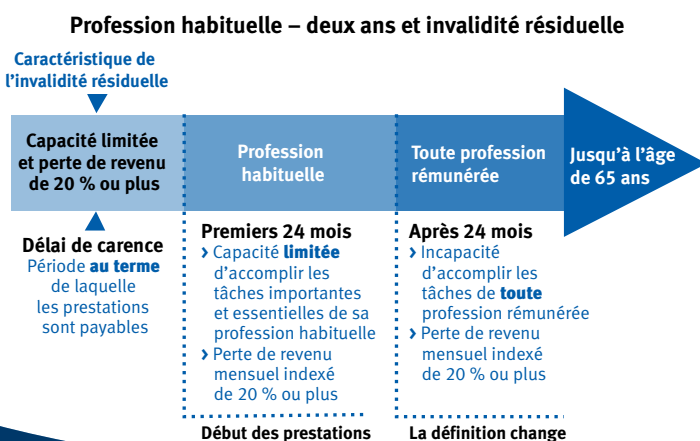 Profession habituelle – deux ans et invalidité résiduelle
Caractéristique de
l'invalidité résiduelle
Capacité limitée
et perte de revenu
de 20 % ou plus
Profession
habituelle
Toute profession
rémunérée
Jusqu'à l'âge
de 65 ans
Délai de carence
Période au terme
de laquelle
les prestations
sont payables
Premiers 24 mois
› Capacité limitée
d'accomplir les
tâches importantes
et essentielles de sa
profession habituelle
› Perte de revenu
mensuel indexé
de 20 % ou plus
Après 24 mois
› Incapacité
d'accomplir les
tâches de toute
profession rémunérée
› Perte de revenu
mensuel indexé
de 20 % ou plus
Début des prestations
La définition change